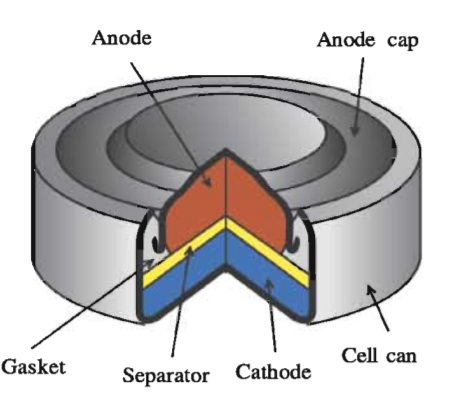 Anode
Anode cap
Gasket
Separator
Cathode
Cell can